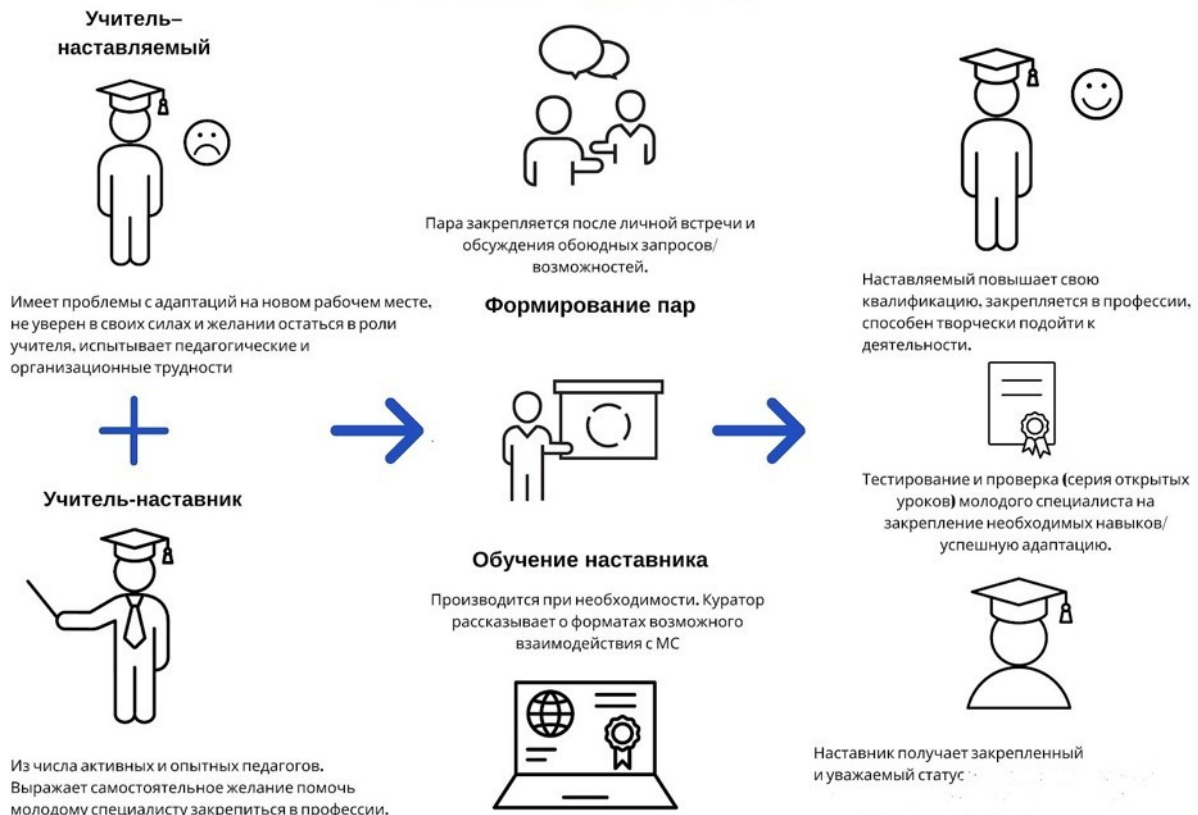 Учитель–
наставляемый
Имеет проблемы с адаптаций на новом рабочем месте,
не уверен в своих силах и желании остаться в роли
учителя, испытывает педагогические и
организационные трудности
Учитель-наставник
Из числа активных и опытных педагогов.
Выражает самостоятельное желание помочь
молодому специалисту закрепиться в профессии.
Пара закрепляется после личной встречи и
обсуждения обоюдных запросов/
возможностей.
Формирование пар
Обучение наставника
Производится при необходимости. Куратор
рассказывает о форматах возможного
взаимодействия с МС
Наставляемый повышает свою
квалификацию, закрепляется в профессии,
способен творчески подойти к
деятельности.
Тестирование и проверка (серия открытых
уроков) молодого специалиста на
закрепление необходимых навыков/
успешную адаптацию.
Наставник получает закрепленный
и уважаемый статус